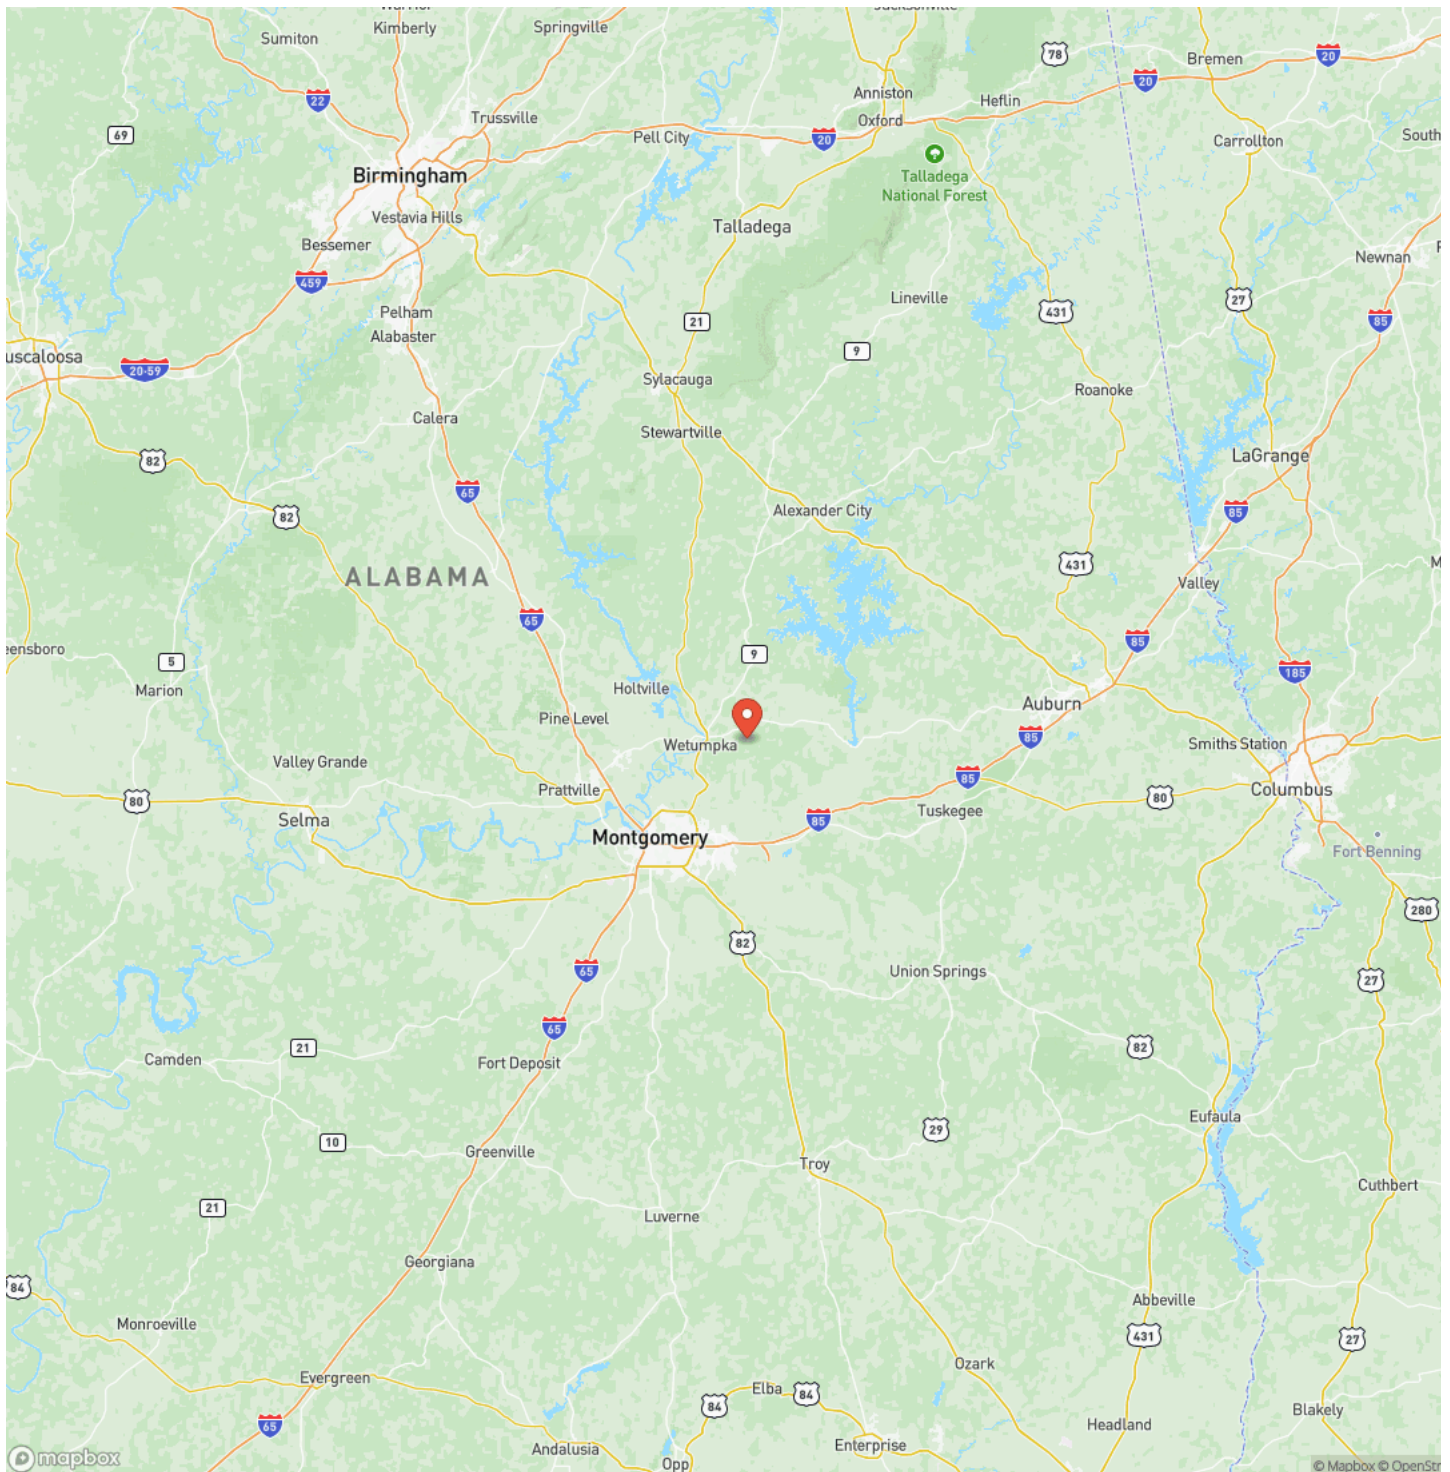 Warrior
Kimberly
Springville
Jacksonville
Sumiton
78
Bremen
20
20
22
Anniston
Heflin
Trussville
Oxford
69
Pell City
20
Carrollton
South
Birmingham
Talladega
National Forest
Vestavia Hills
Talladega
Bessemer
Newnan
459
Lineville
27
Pelham
431
21
85
Alabaster
9
uscaloosa
20-59
Sylacauga
Roanoke
Calera
Stewartville
82
LaGrange
65
Alexander City
85
82
431
ALABAMA
Valley
65
85
eensboro
9
5
185
Marion
Holtville
Auburn
Pine Level
85
Wetumpka
Smiths Station
Valley Grande
85
Prattville
Columbus
80
80
Tuskegee
Selma
85
Montgomery
Fort Benning
280
82
65
Union Springs
27
65
21
82
Camden
Fort Deposit
Eufaula
29
10
Greenville
Troy
Cuthbert
21
Luverne
Georgiana
84
Abbeville
Monroeville
431
27
Ozark
Evergreen
Elba
84
84
Blakely
65
Headland
Enterprise
Andalusia
Opp
mapbox
© Mapbox © OpenStr